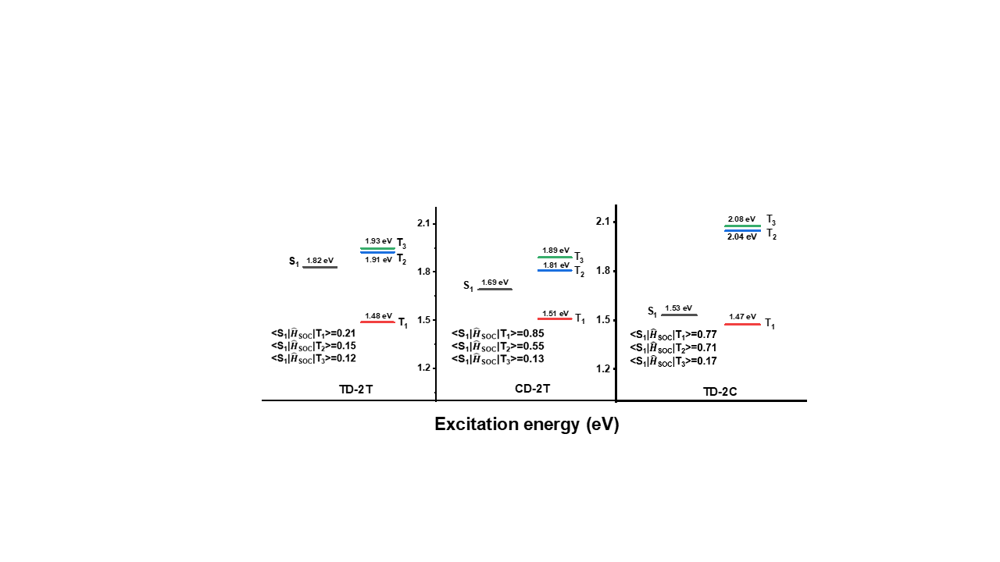 1.93 eV T3
S1 1.82 eV
1.91 eV T2
1.48 eV T1
<S1|ĤSOC|T1>=0.21
<S1|ĤSOC|T2>=0.15
<S1|ĤSOC|T3>=0.12
TD-2T
2.1
1.8
1.5
1.2
1.89 eV T3
1.81 eV T2
S1 1.69 eV
1.51 eV T1
<S1|ĤSOC|T1>=0.85
<S1|ĤSOC|T2>=0.55
<S1|ĤSOC|T3>=0.13
CD-2T
2.1
1.8
1.5
1.2
2.08 eV T3
2.04 eV T2
S1 1.53 eV
1.47 eV T1
<S1|ĤSOC|T1>=0.77
<S1|ĤSOC|T2>=0.71
<S1|ĤSOC|T3>=0.17
TD-2C
Excitation energy (eV)